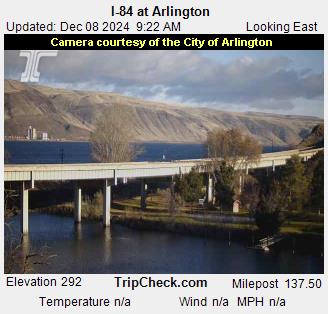 I-84 at Arlington
Updated: Dec 08 2024 9:22 AM Looking East
Camera courtesy of the City of Arlington
Elevation 292 TripCheck.com Milepost 137.50
Temperature n/a Wind n/a MPH n/a